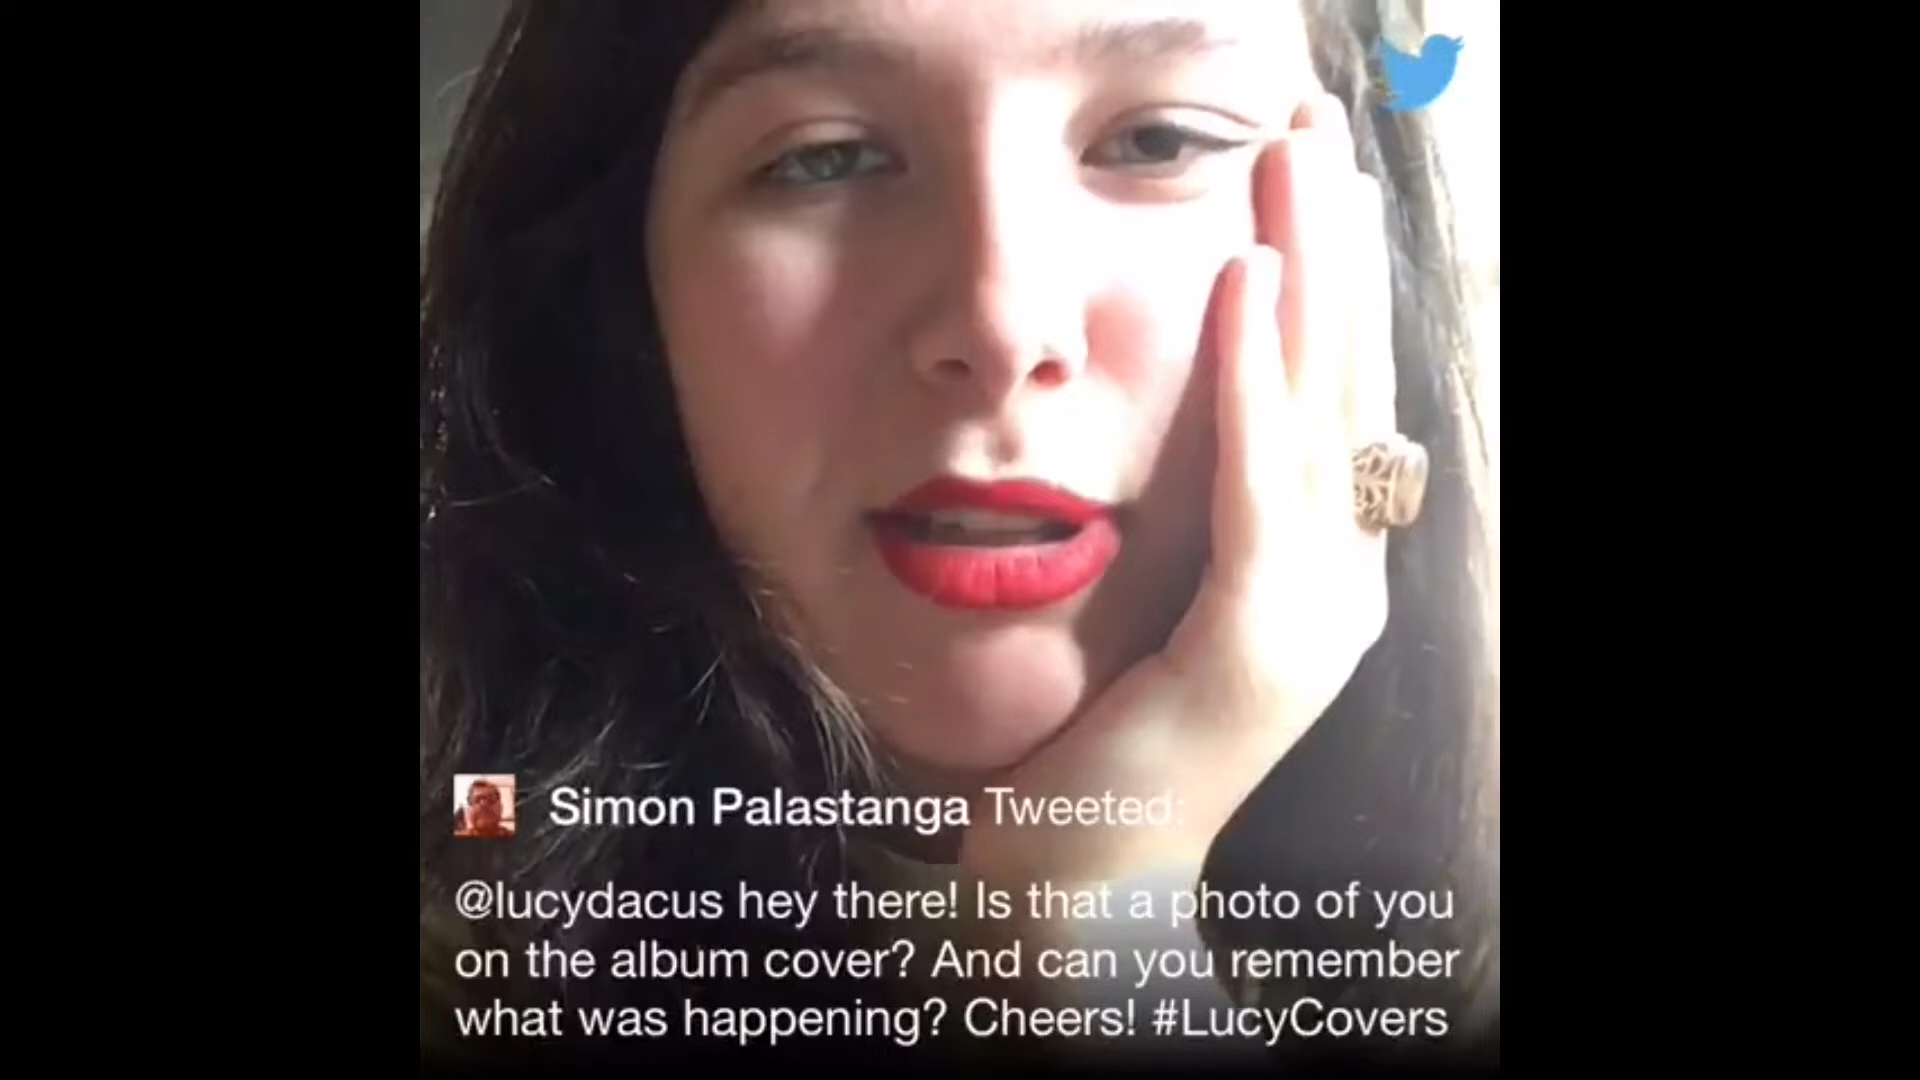 Simon Palastanga Tweeted:
@lucydacus hey there! Is that a photo of you
on the album cover? And can you remember
what was happening? Cheers! #LucyCovers